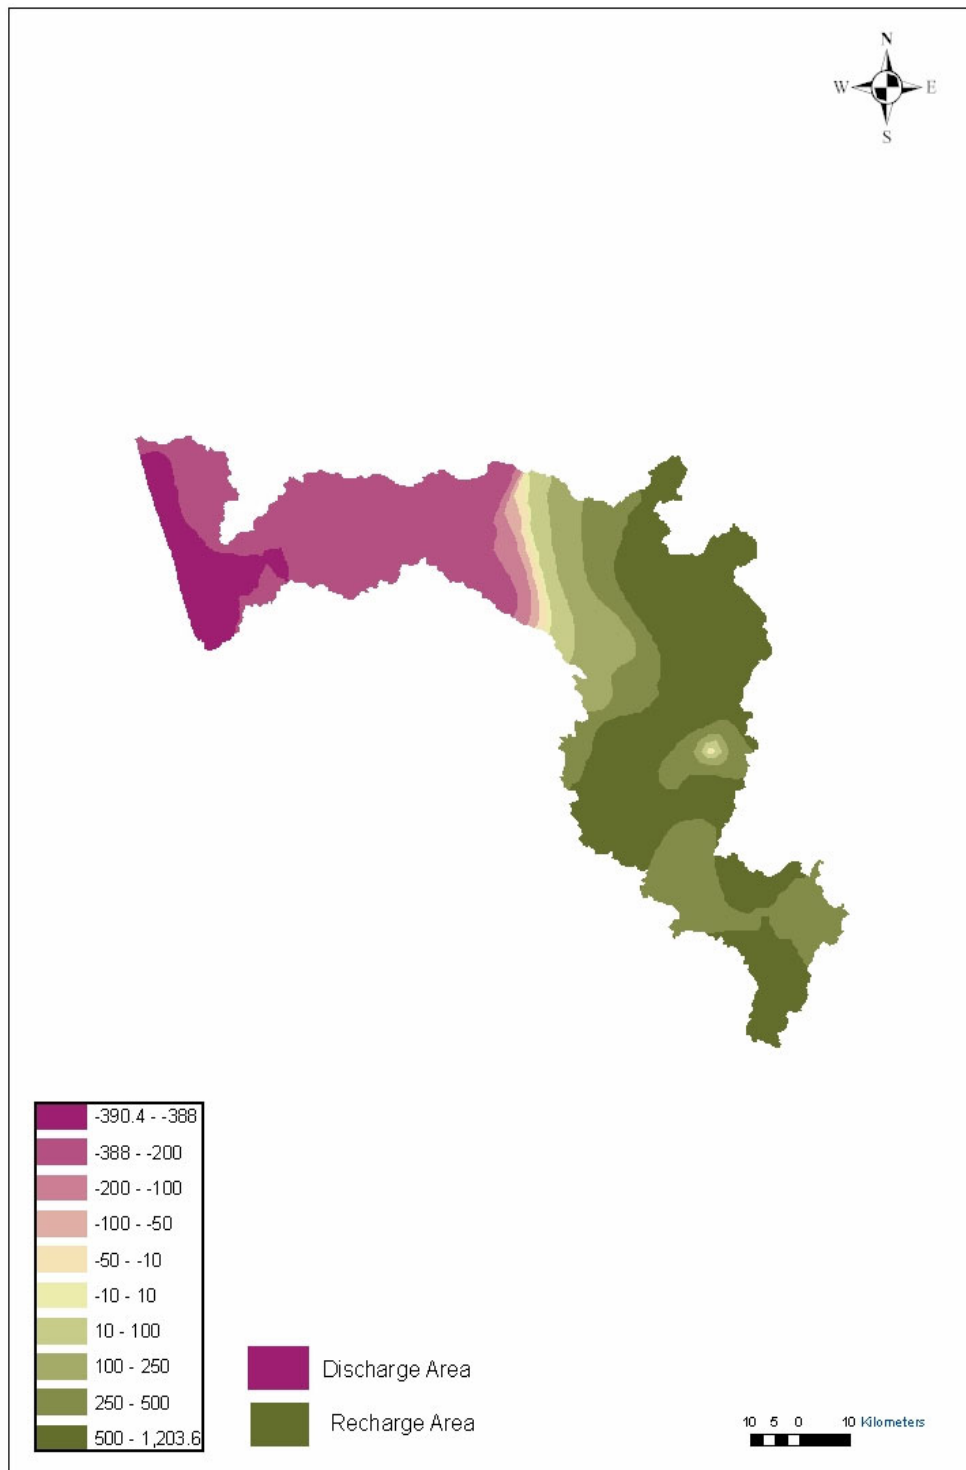 N
W E
S
-390.4 - -388
-388 - -200
-200 - -100
-100 - -50
-50 - -10
-10 - 10
10 - 100
100 - 250
250 - 500
500 - 1,203.6
Discharge Area
Recharge Area
10 5 0 10 Kilometers